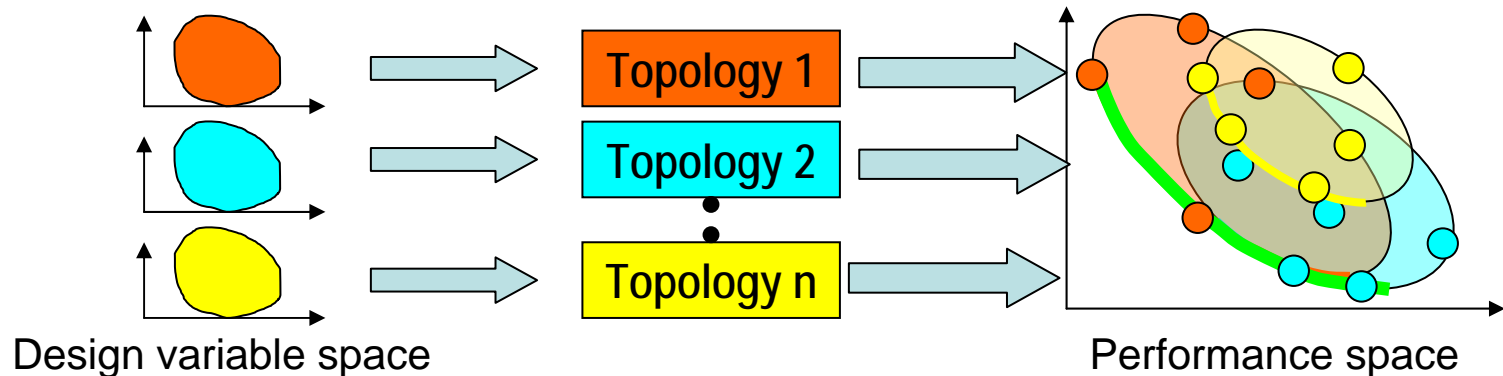 Topology 1
Topology 2
Topology n
Design variable space
Performance space